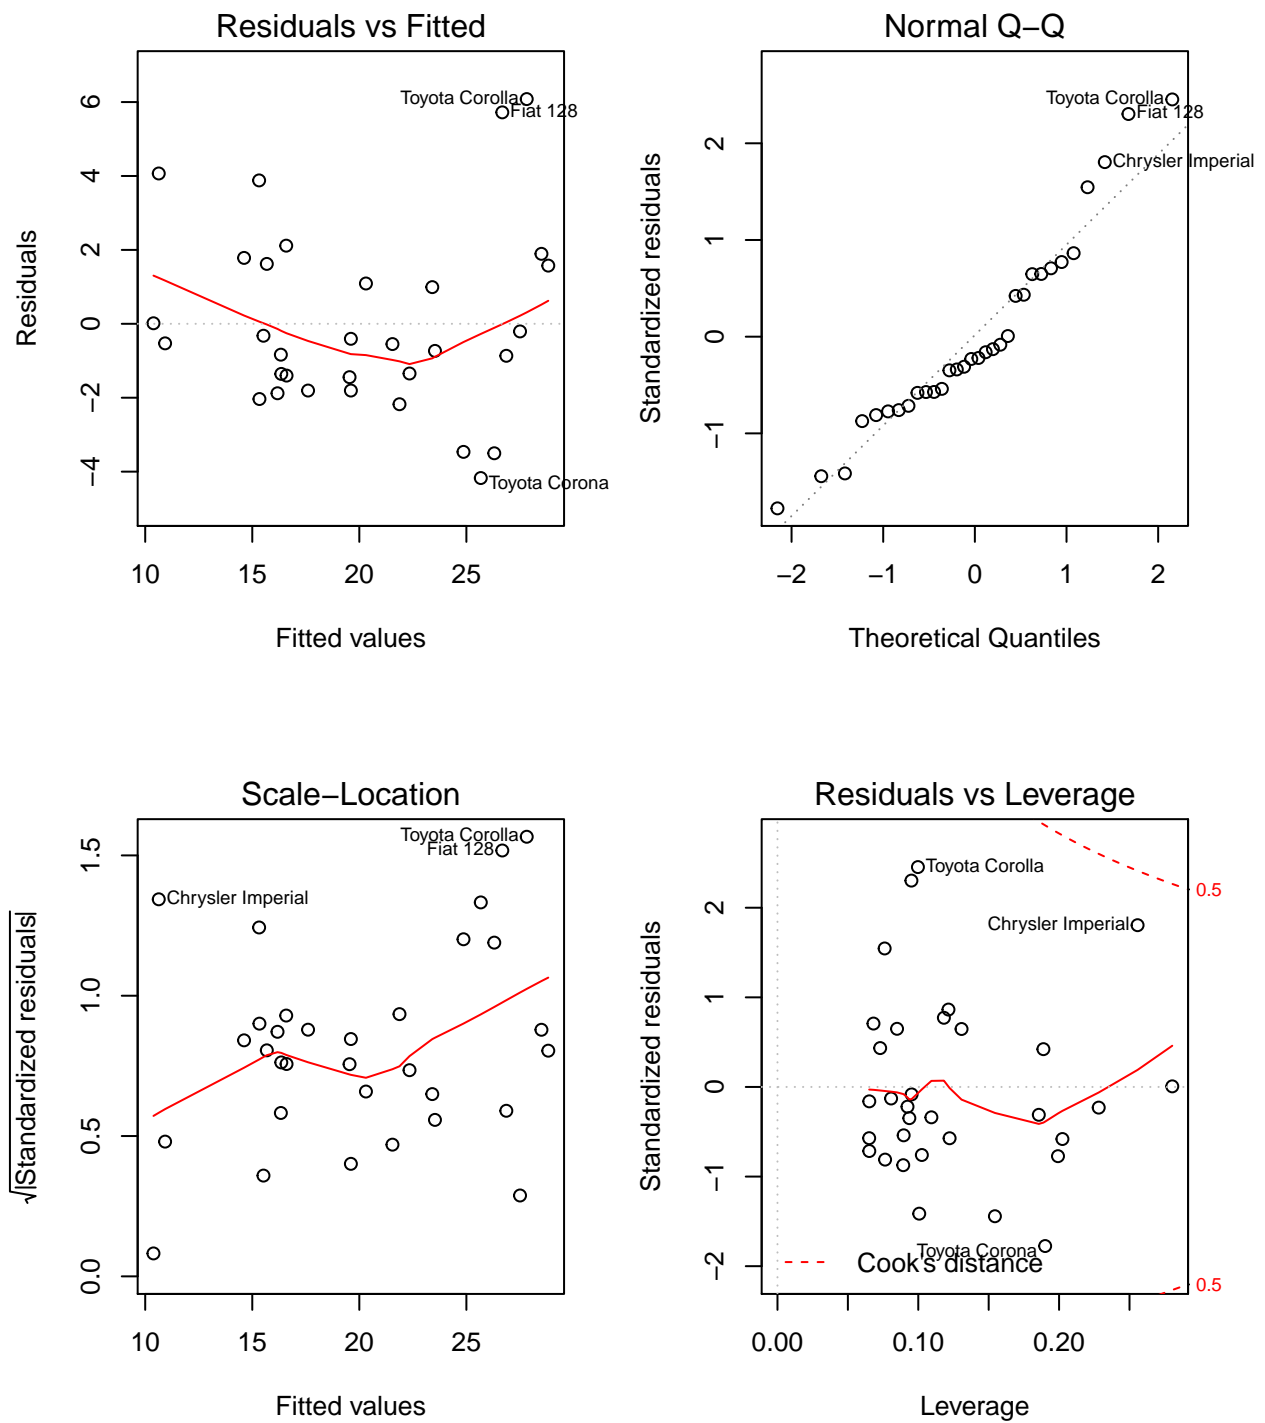 Residuals vs Fitted
Residuals
6
4
2
0
−2
−4
10 15 20 25
Fitted values
Toyota Corolla
Fiat 128
Toyota Corona
Normal Q−Q
Standardized residuals
2
1
0
−1
−2 −1 0 1 2
Theoretical Quantiles
Toyota Corolla
Fiat 128
Chrysler Imperial
Scale−Location
√|Standardized residuals|
1.5
1.0
0.5
0.0
10 15 20 25
Fitted values
Toyota Corolla
Fiat 128
Chrysler Imperial
Residuals vs Leverage
Standardized residuals
2
1
0
−1
−2
0.00 0.10 0.20
Leverage
Toyota Corolla
Chrysler Imperial
Toyota Corona
Cook's distance
0.5
0.5